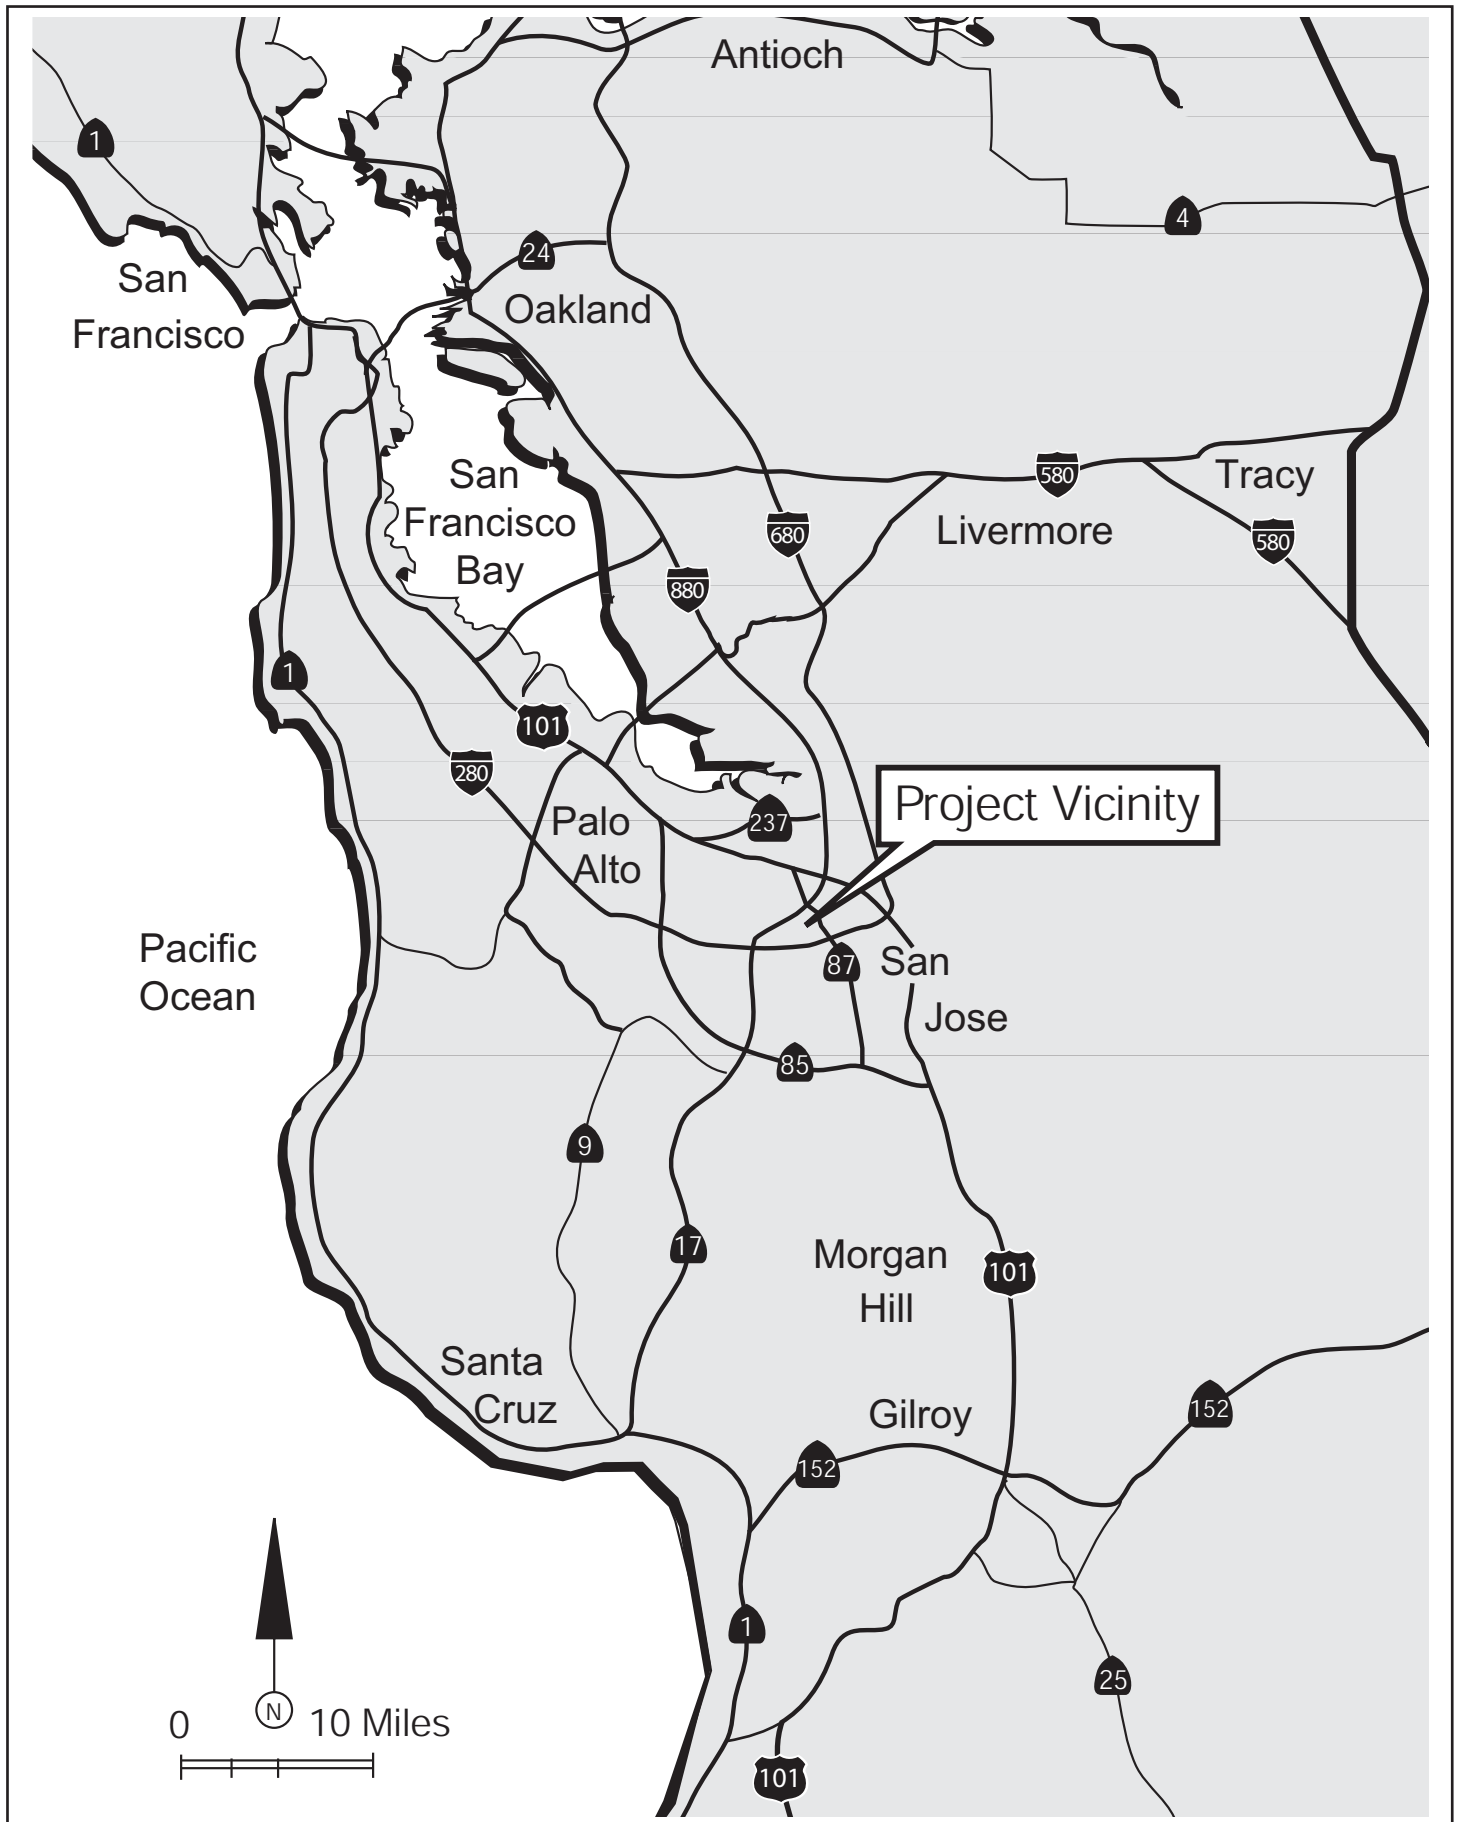 Antioch
1
4
24
San
Francisco
Oakland
San
Francisco
Bay
580
Tracy
Livermore
680
580
880
1
101
280
Project Vicinity
Palo
Alto
237
Pacific
Ocean
87
San
Jose
85
9
17
Morgan
Hill
101
Santa
Cruz
Gilroy
152
152
1
25
N
0
10 Miles
101